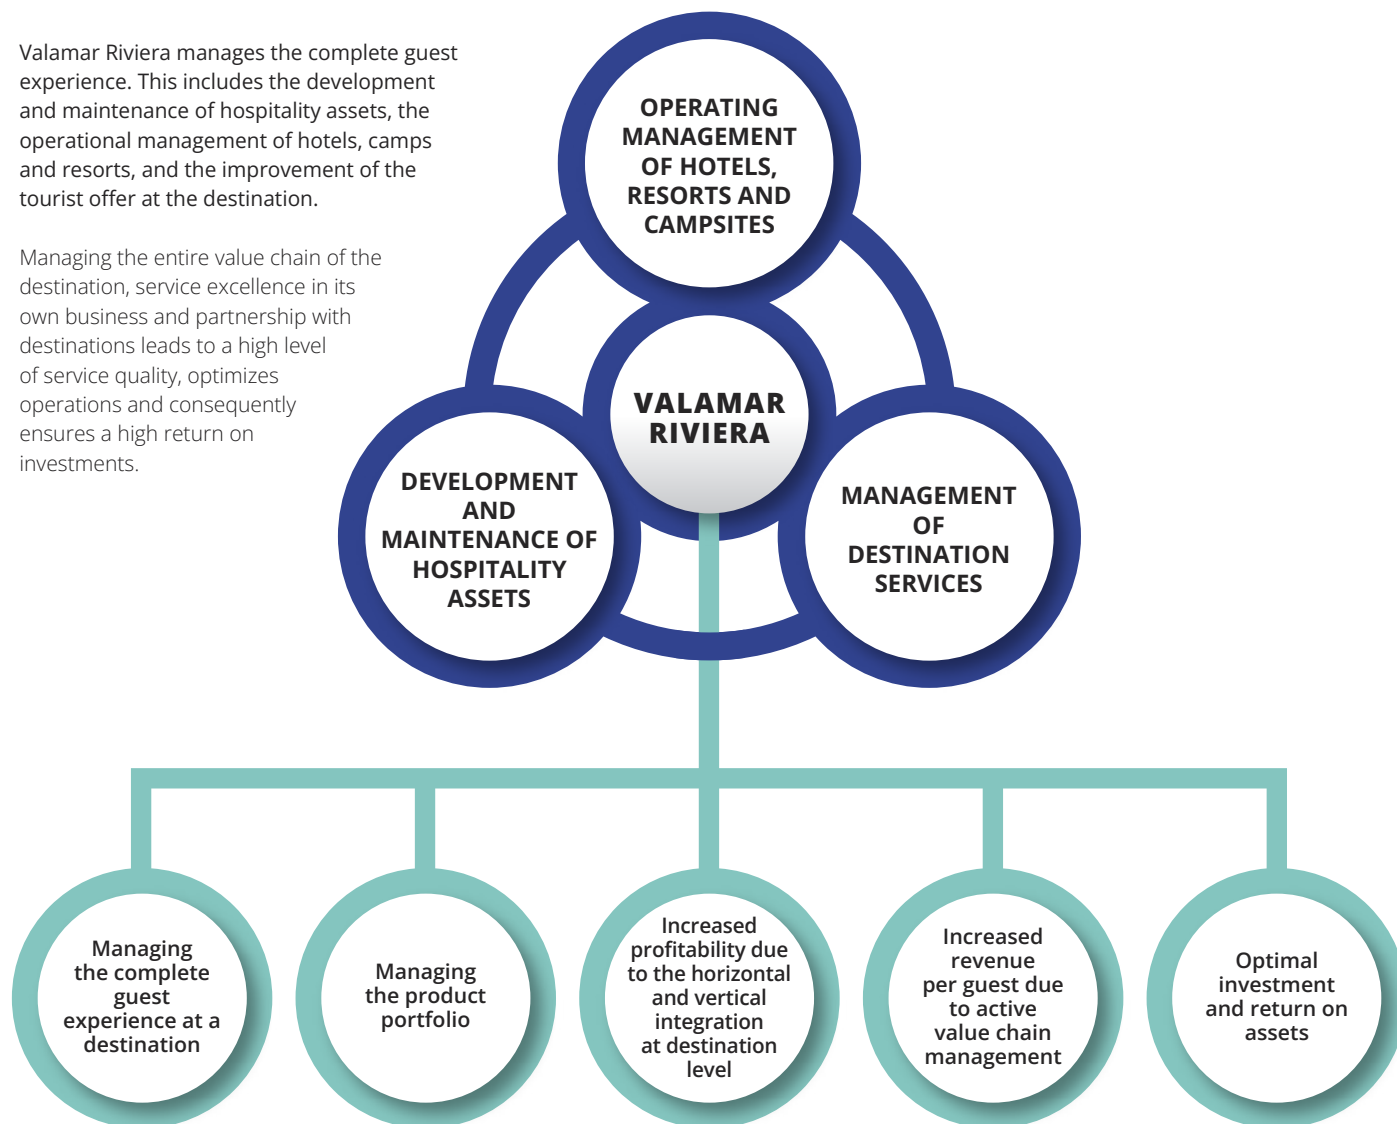 Valamar Riviera manages the complete guest
experience. This includes the development
and maintenance of hospitality assets, the
operational management of hotels, camps
and resorts, and the improvement of the
tourist offer at the destination.
Managing the entire value chain of the
destination, service excellence in its
own business and partnership with
destinations leads to a high level
of service quality, optimizes
operations and consequently
ensures a high return on
investments.
OPERATING
MANAGEMENT
OF HOTELS,
RESORTS AND
CAMPSITES
VALAMAR
RIVIERA
DEVELOPMENT
AND
MAINTENANCE OF
HOSPITALITY
ASSETS
MANAGEMENT
OF
DESTINATION
SERVICES
Managing
the complete
guest
experience at a
destination
Managing
the product
portfolio
Increased
profitability due
to the horizontal
and vertical
integration
at destination
level
Increased
revenue
per guest due
to active
value chain
management
Optimal
investment
and return on
assets